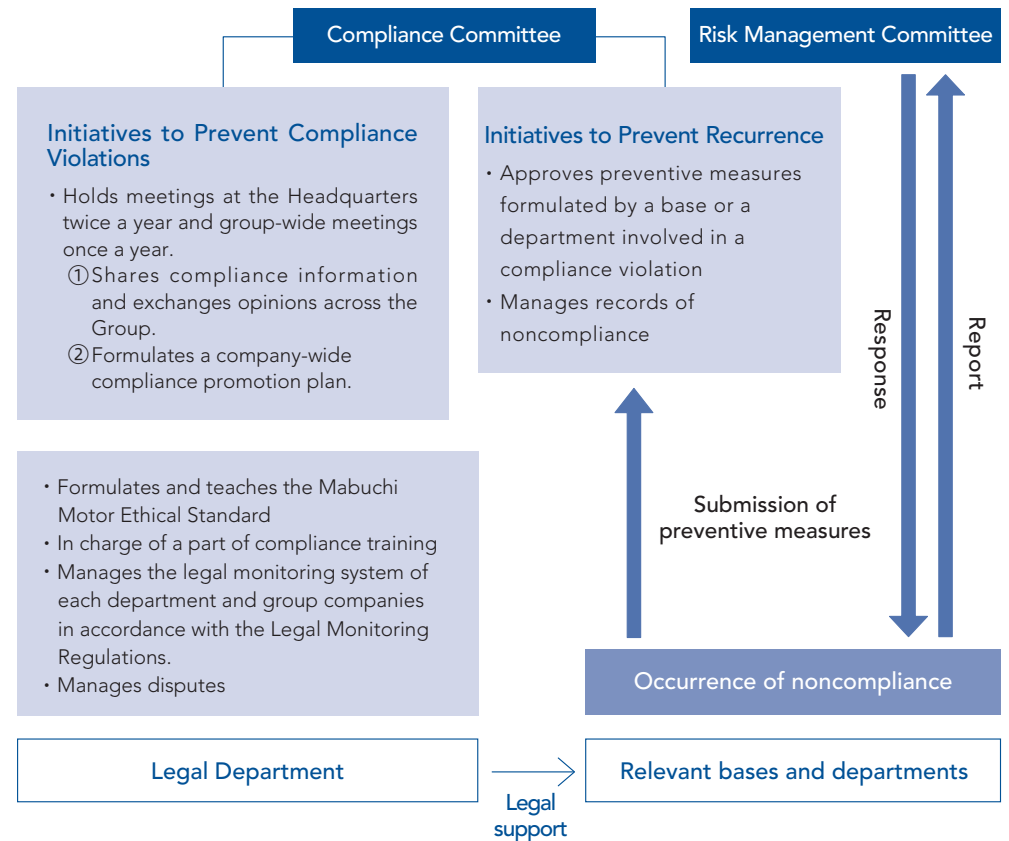 Compliance Committee
Risk Management Committee
Initiatives to Prevent Compliance
Violations
・Holds meetings at the Headquarters
twice a year and group-wide meetings
once a year.
①Shares compliance information
and exchanges opinions across the
Group.
②Formulates a company-wide
compliance promotion plan.
Initiatives to Prevent Recurrence
・Approves preventive measures
formulated by a base or a
department involved in a
compliance violation
・Manages records of
noncompliance
Response
Report
・Formulates and teaches the Mabuchi
Motor Ethical Standard
・In charge of a part of compliance training
・Manages the legal monitoring system of
each department and group companies
in accordance with the Legal Monitoring
Regulations.
・Manages disputes
Submission of
preventive measures
Occurrence of noncompliance
Legal Department
Legal
support
Relevant bases and departments